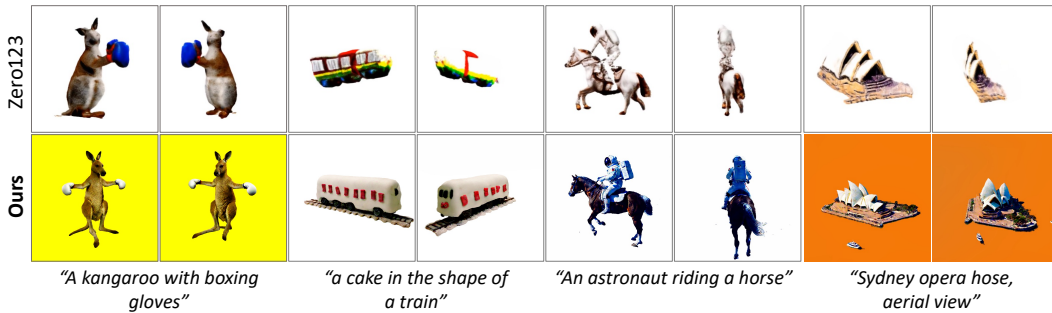 Zero123
Ours
“A kangaroo with boxing
gloves”
“a cake in the shape of
a train”
“An astronaut riding a horse”
“Sydney opera hose,
aerial view”